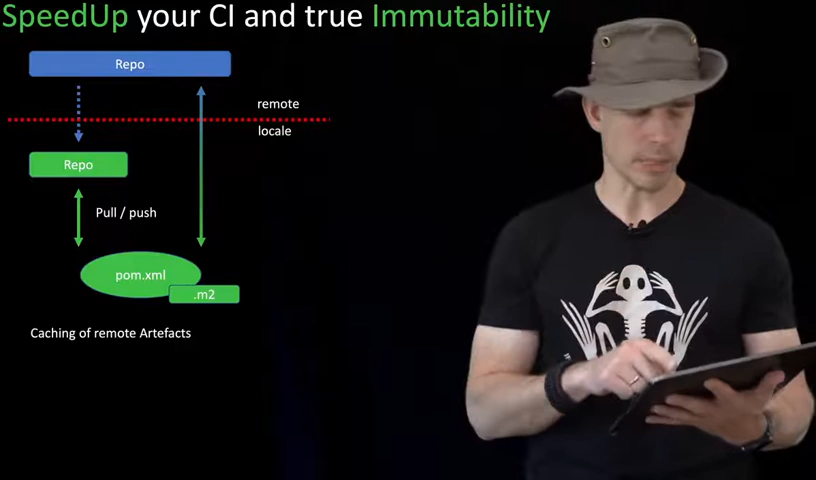 SpeedUp your CI and true Immutability
Repo
remote
locale
Repo
Pull / push
pom.xml
.m2
Caching of remote Artefacts